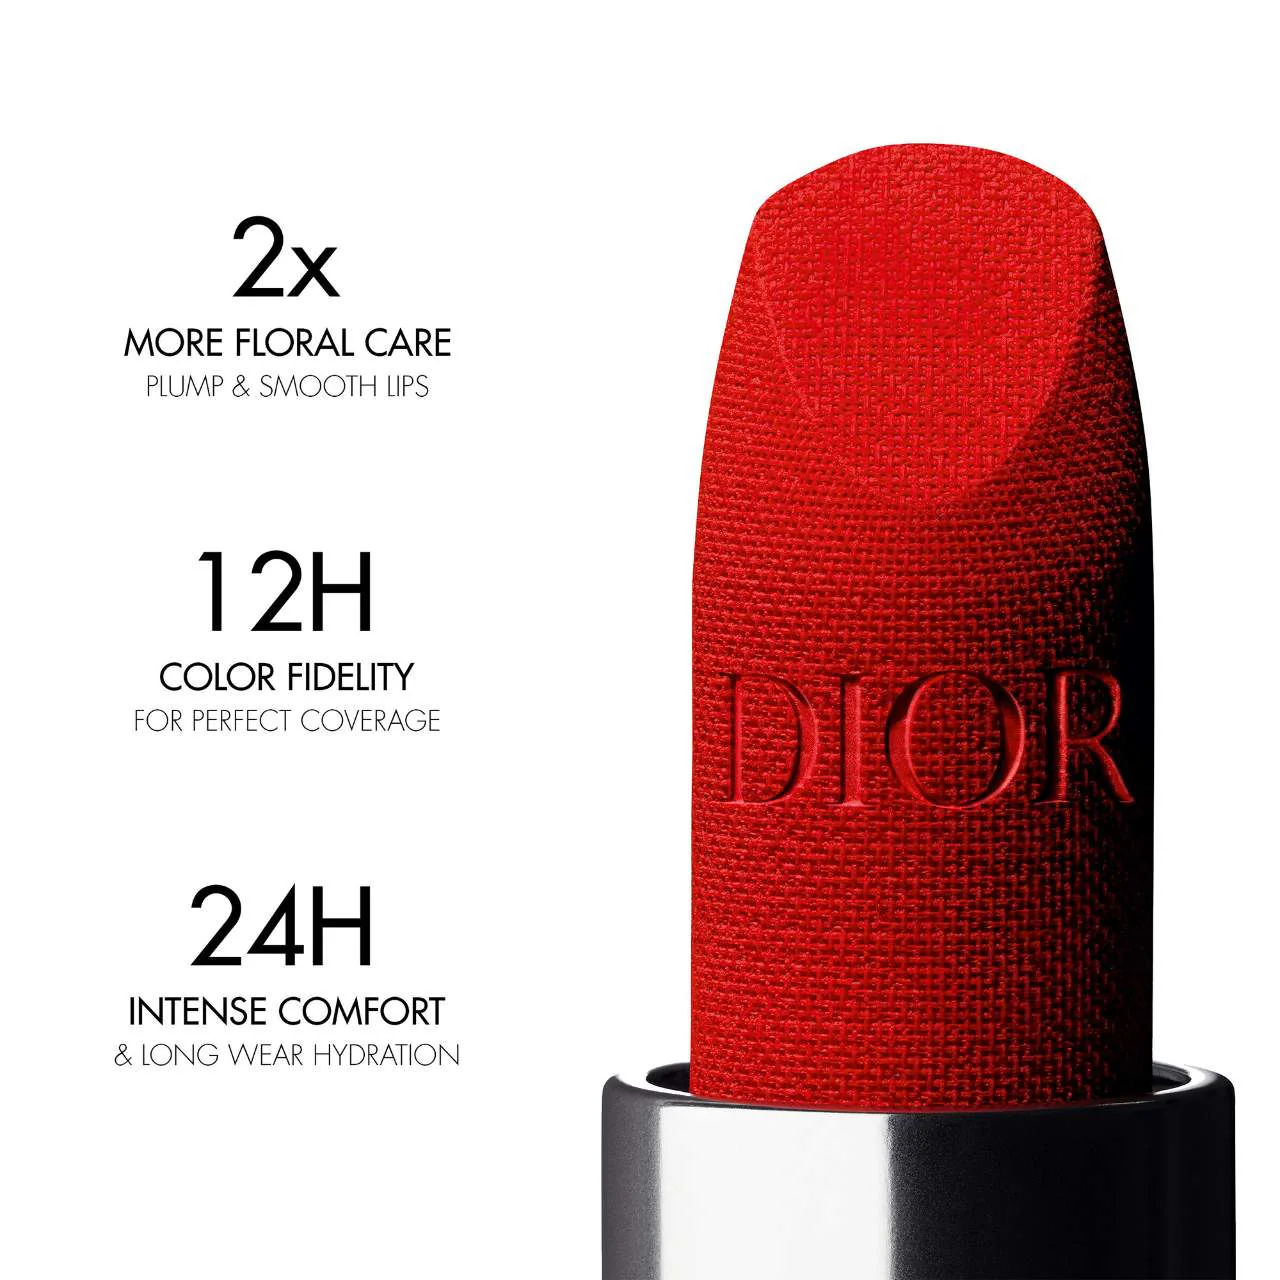 2x
MORE FLORAL CARE
PLUMP & SMOOTH LIPS
12H
COLOR FIDELITY
FOR PERFECT COVERAGE
24H
INTENSE COMFORT
& LONG WEAR HYDRATION
DIOR